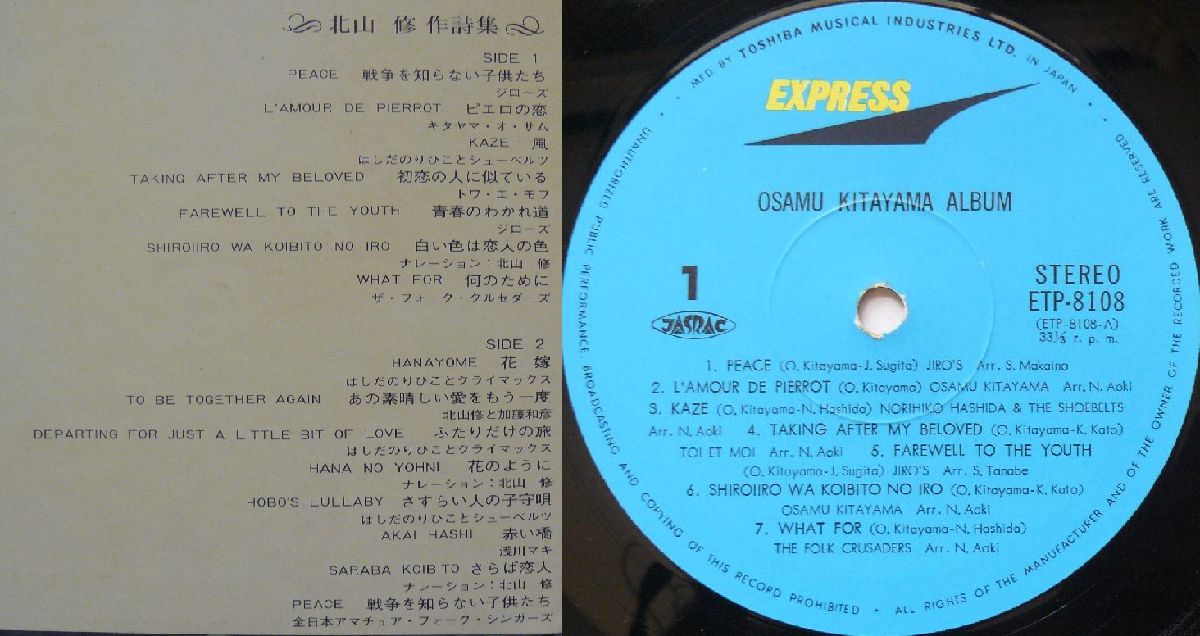 北山 修 作詩集
SIDE 1
PEACE 戦争を知らない子供たち
ジローズ
L'AMOUR DE PIERROT ピエロの恋
キタヤマ・オ・サム
KAZE 風
はしだのりひことシューベルツ
TAKING AFTER MY BELOVED 初恋の人に似ている
トワ・エ・モワ
FAREWELL TO THE YOUTH 青春のわかれ道
ジローズ
SHIROIIRO WA KOIBITO NO IRO 白い色は恋人の色
ナレーション:北山 修
WHAT FOR 何のために
ザ・フォーク・クルセダーズ
SIDE 2
HANAYOME 花 嫁
はしだのりひことクライマックス
TO BE TOGETHER AGAIN あの素晴しい愛をもう一度
北山修と加藤和彦
DEPARTING FOR JUST A LITTLE BIT OF LOVE ふたりだけの旅
はしだのりひことクライマックス
HANA NO YOHNI 花のように
ナレーション:北山 修
HOBO'S LULLABY さすらい人の子守唄
はしだのりひことシューベルツ
AKAI HASHI 赤い橋
浅川マキ
SARABA KOIBITO さらば恋人
ナレーション:北山 修
PEACE 戦争を知らない子供たち
全日本アマチュア・フォーク・シンガーズ
MF'D BY TOSHIBA MUSICAL INDUSTRIES LTD. IN JAPAN
EXPRESS
OSAMU KITAYAMA ALBUM
1
JASRAC
STEREO
ETP-8108
(ETP-8108-A)
33⅓ r. p. m.
1. PEACE (O. Kitayama-J. Sugita) JIRO'S Arr. S. Makaino
2. L'AMOUR DE PIERROT (O. Kitayama) OSAMU KITAYAMA Arr. N. Aoki
3. KAZE (O. Kitayama-N. Hashida) NORIHIKO HASHIDA & THE SHOEBELTS
Arr. N. Aoki 4. TAKING AFTER MY BELOVED (O. Kitayama-K. Kato)
TOI ET MOI Arr. N. Aoki 5. FAREWELL TO THE YOUTH
(O. Kitayama-J. Sugita) JIRO'S Arr. S. Tanabe
6. SHIROIIRO WA KOIBITO NO IRO (O. Kitayama-K. Kato)
OSAMU KITAYAMA Arr. N. Aoki
7. WHAT FOR (O. Kitayama-N. Hashida)
THE FOLK CRUSADERS Arr. N. Aoki
UNAUTHORIZED PUBLIC PERFORMANCE BROADCASTING AND COPYING OF THIS RECORD PROHIBITED • ALL RIGHTS OF THE MANUFACTURER AND OF THE OWNER OF THE RECORDED WORK ARE RESERVED